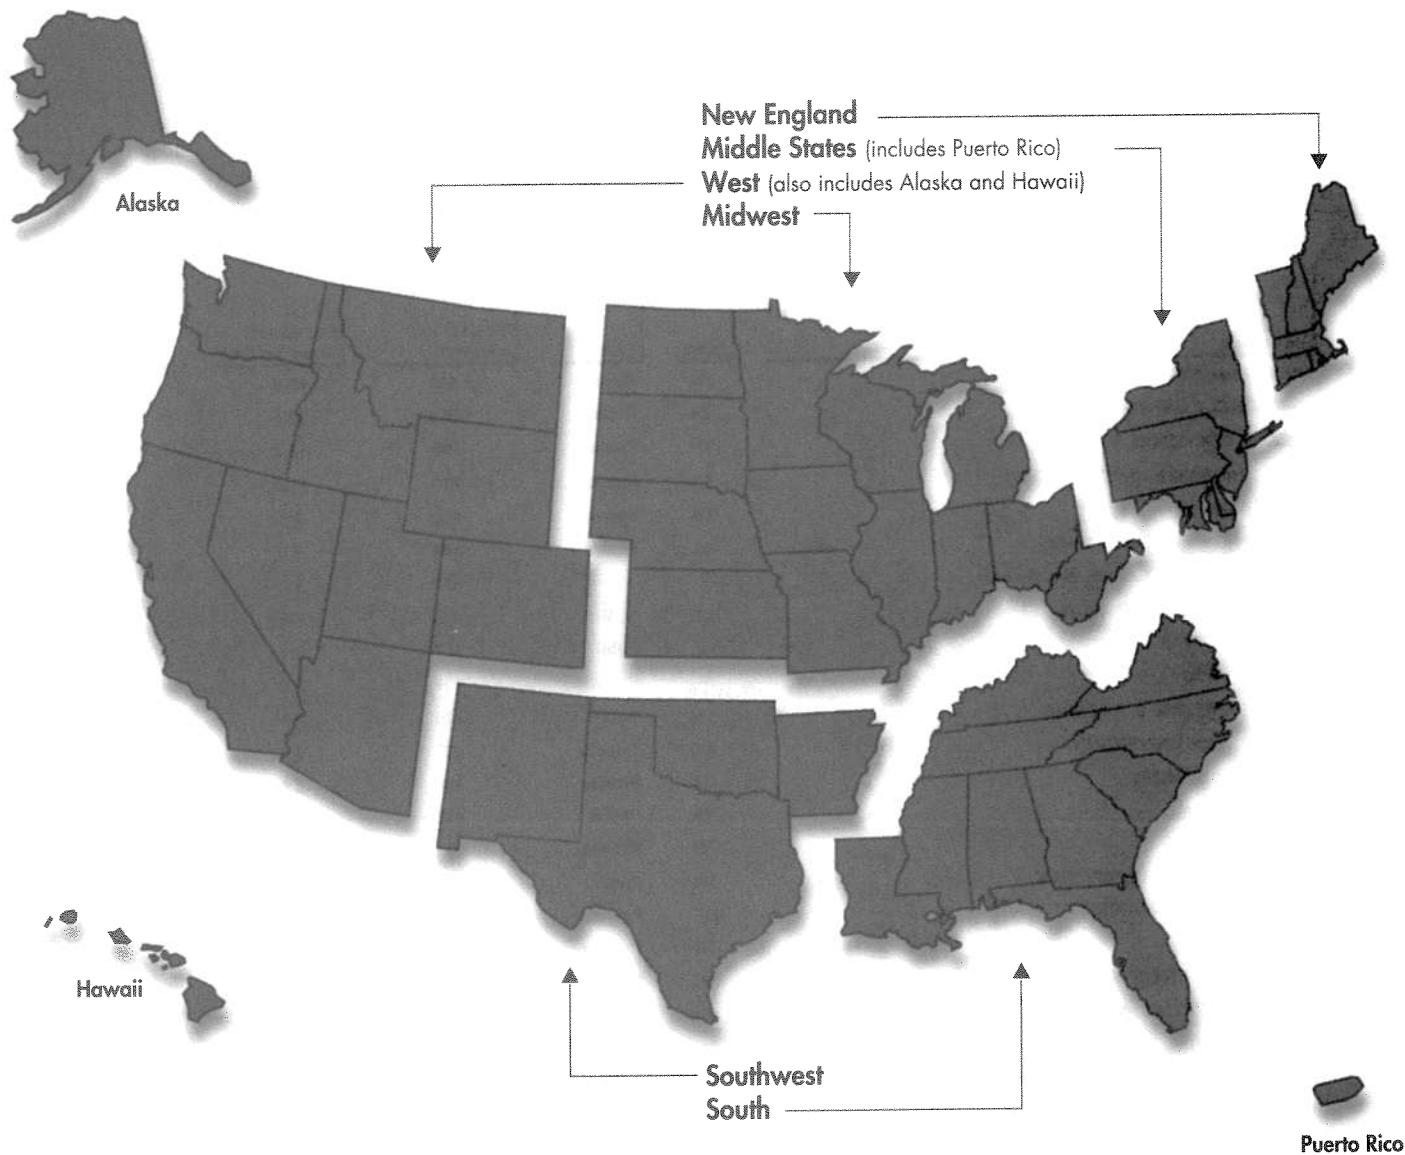 New England
Middle States (includes Puerto Rico)
West (also includes Alaska and Hawaii)
Midwest
Alaska
Hawaii
Southwest
South
Puerto Rico